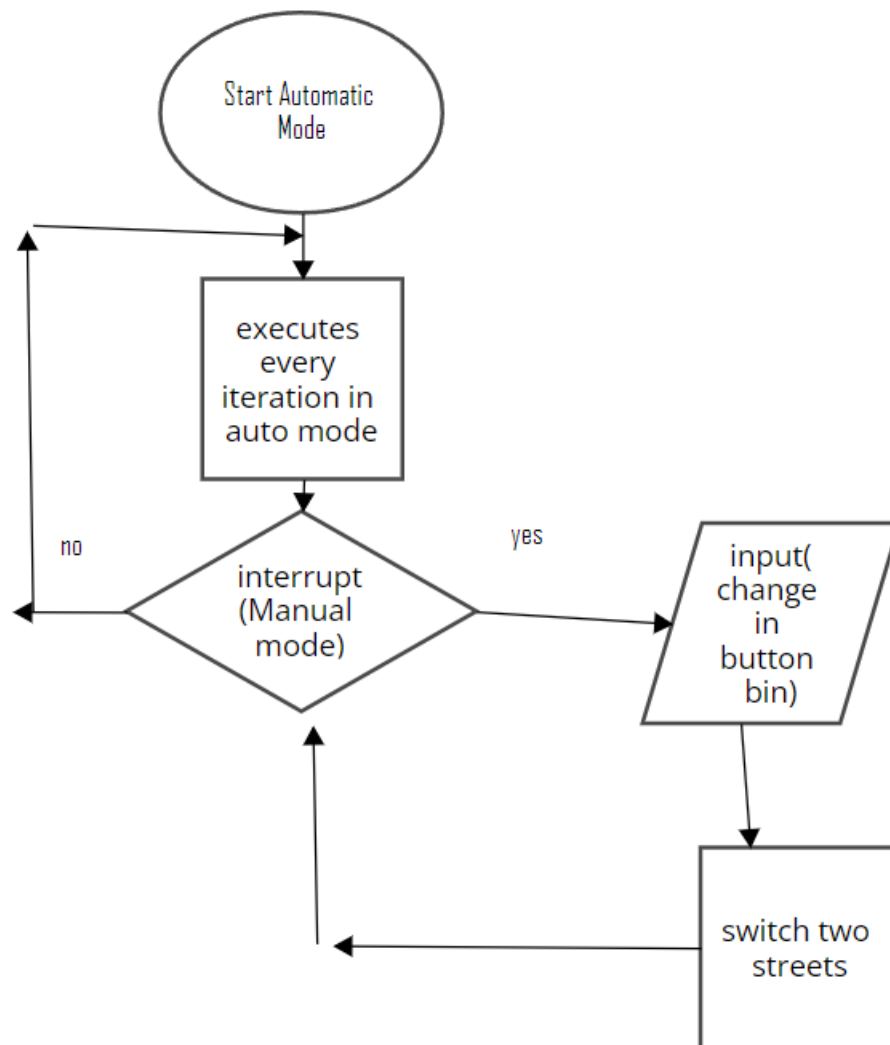 Start Automatic
Mode
executes
every
iteration in
auto mode
no
interrupt
(Manual
mode)
yes
input(
change
in
button
bin)
switch two
streets